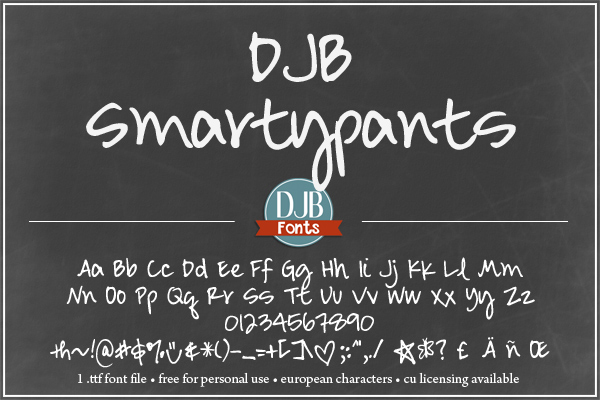 DJB
smartypants
DJB
Fonts
Aa Bb Cc Dd Ee Ff Gg Hh Ii Jj Kk Ll Mm
Nn Oo Pp Qq Rr Ss Tt Uu Vv Ww Xx Yy Zz
01234567890
th~!@#$%ü&*()-_=+[-]\♡;:'",./ ☆❀? £ Ä ñ Œ
1 .ttf font file • free for personal use • european characters • cu licensing available